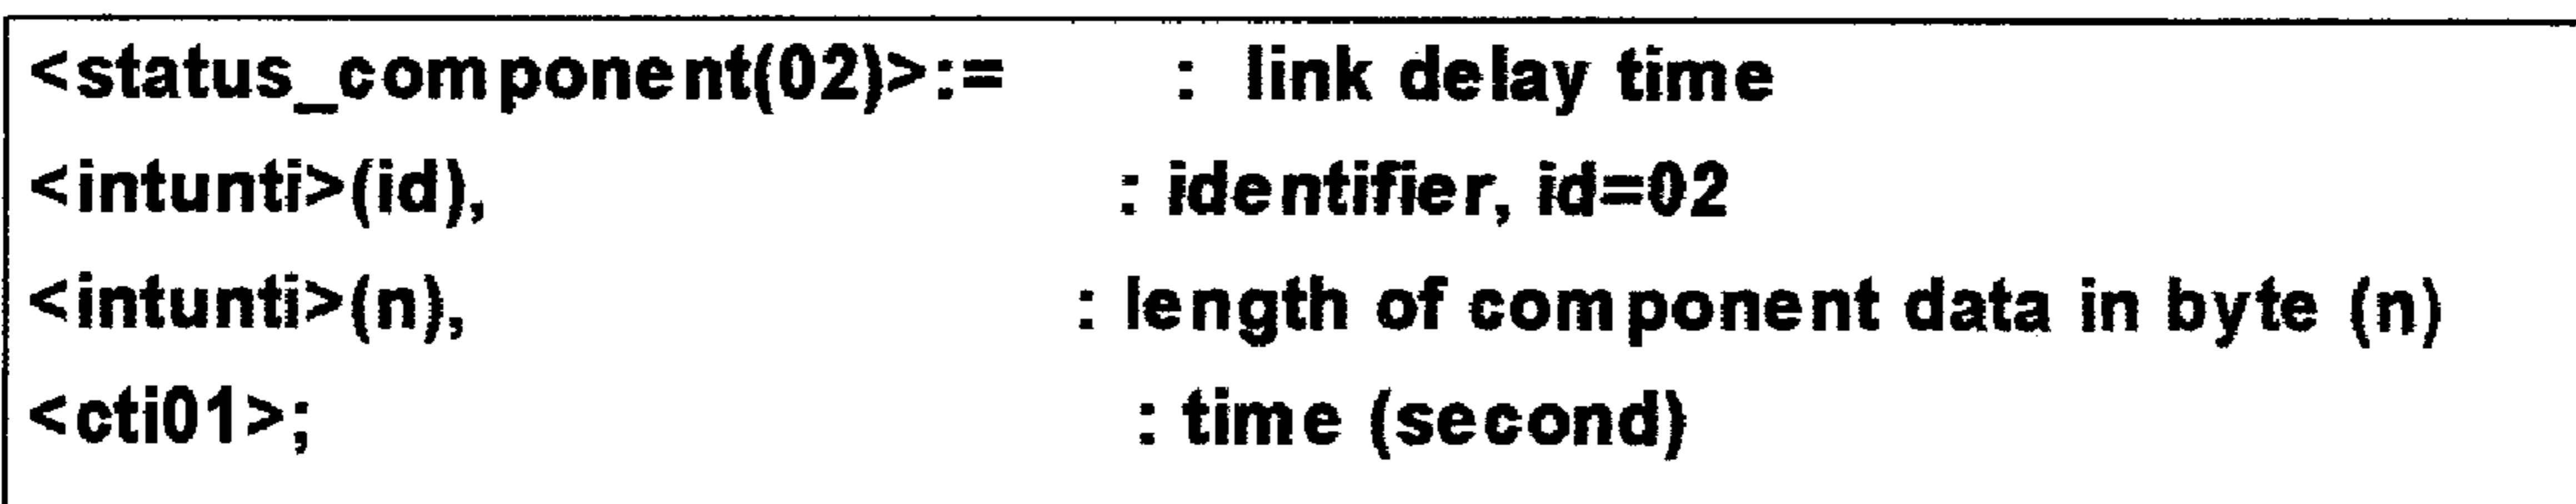 <status_component(02)>:= : link delay time
<intunti>(id), : identifier, id=02
<intunti>(n), : length of component data in byte (n)
<cti01>; : time (second)